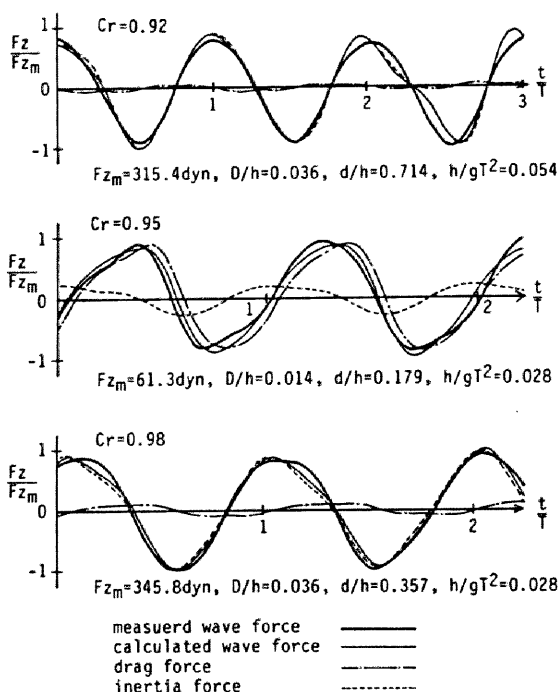 1
Fz
Fzm
Cr=0.92
t
T
0
1
2
3
-1
Fzm=315.4dyn, D/h=0.036, d/h=0.714, h/gT²=0.054
1
Fz
Fzm
Cr=0.95
t
T
0
1
2
-1
Fzm=61.3dyn, D/h=0.014, d/h=0.179, h/gT²=0.028
1
Fz
Fzm
Cr=0.98
t
T
0
1
2
-1
Fzm=345.8dyn, D/h=0.036, d/h=0.357, h/gT²=0.028
measuerd wave force
calculated wave force
drag force
inertia force